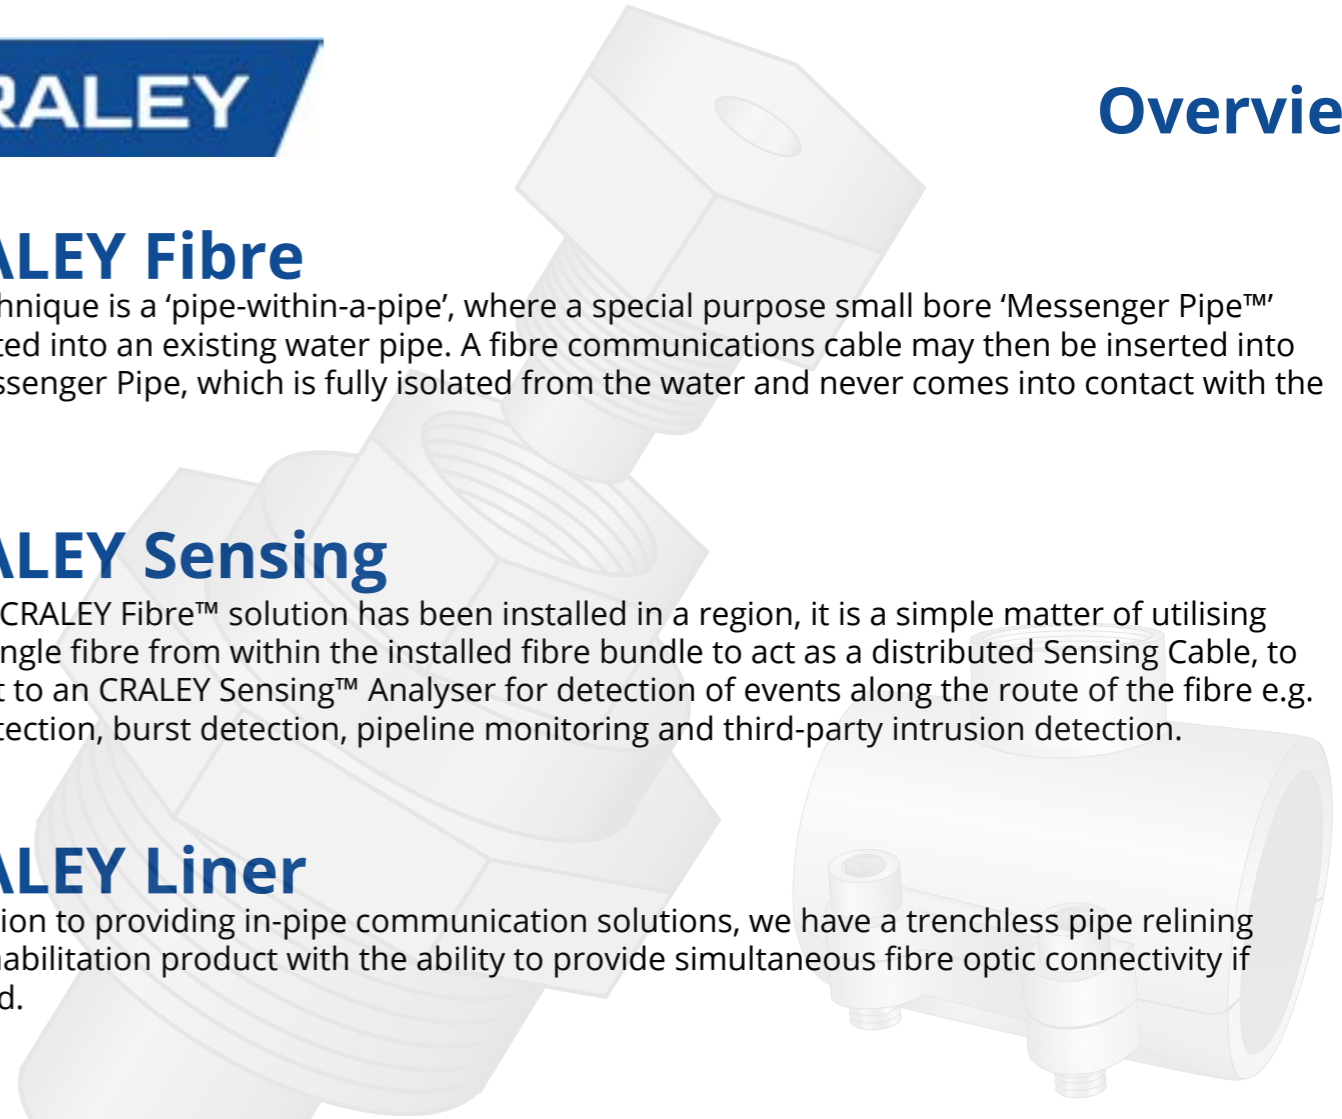 RALEY
Overvie
ALEY Fibre
hnique is a ‘pipe-within-a-pipe’, where a special purpose small bore ‘Messenger Pipe™’
ted into an existing water pipe. A fibre communications cable may then be inserted into
ssenger Pipe, which is fully isolated from the water and never comes into contact with the
ALEY Sensing
CRALEY Fibre™ solution has been installed in a region, it is a simple matter of utilising
ngle fibre from within the installed fibre bundle to act as a distributed Sensing Cable, to
t to an CRALEY Sensing™ Analyser for detection of events along the route of the fibre e.g.
tection, burst detection, pipeline monitoring and third-party intrusion detection.
ALEY Liner
ion to providing in-pipe communication solutions, we have a trenchless pipe relining
abilitation product with the ability to provide simultaneous fibre optic connectivity if
d.